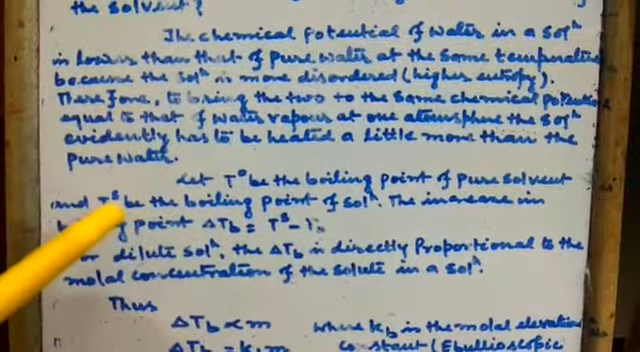 the solvent?
The chemical potential of water in a solⁿ
is lower than that of pure water at the same temperature
because the solⁿ is more disordered (higher entropy).
Therefore, to bring the two to the same chemical potential
equal to that of water vapour at one atmosphere the solⁿ
evidently has to be heated a little more than the
pure water.
Let T° be the boiling point of pure solvent
and Tˢ be the boiling point of solⁿ. The increase in
point ΔTb = Tˢ - T°
dilute solⁿ, the ΔTb is directly proportional to the
molal concentration of the solute in a solⁿ.
Thus
ΔTb ∝ m where kb is the molal elevation
ΔTb = kb m (Ebullioscopic